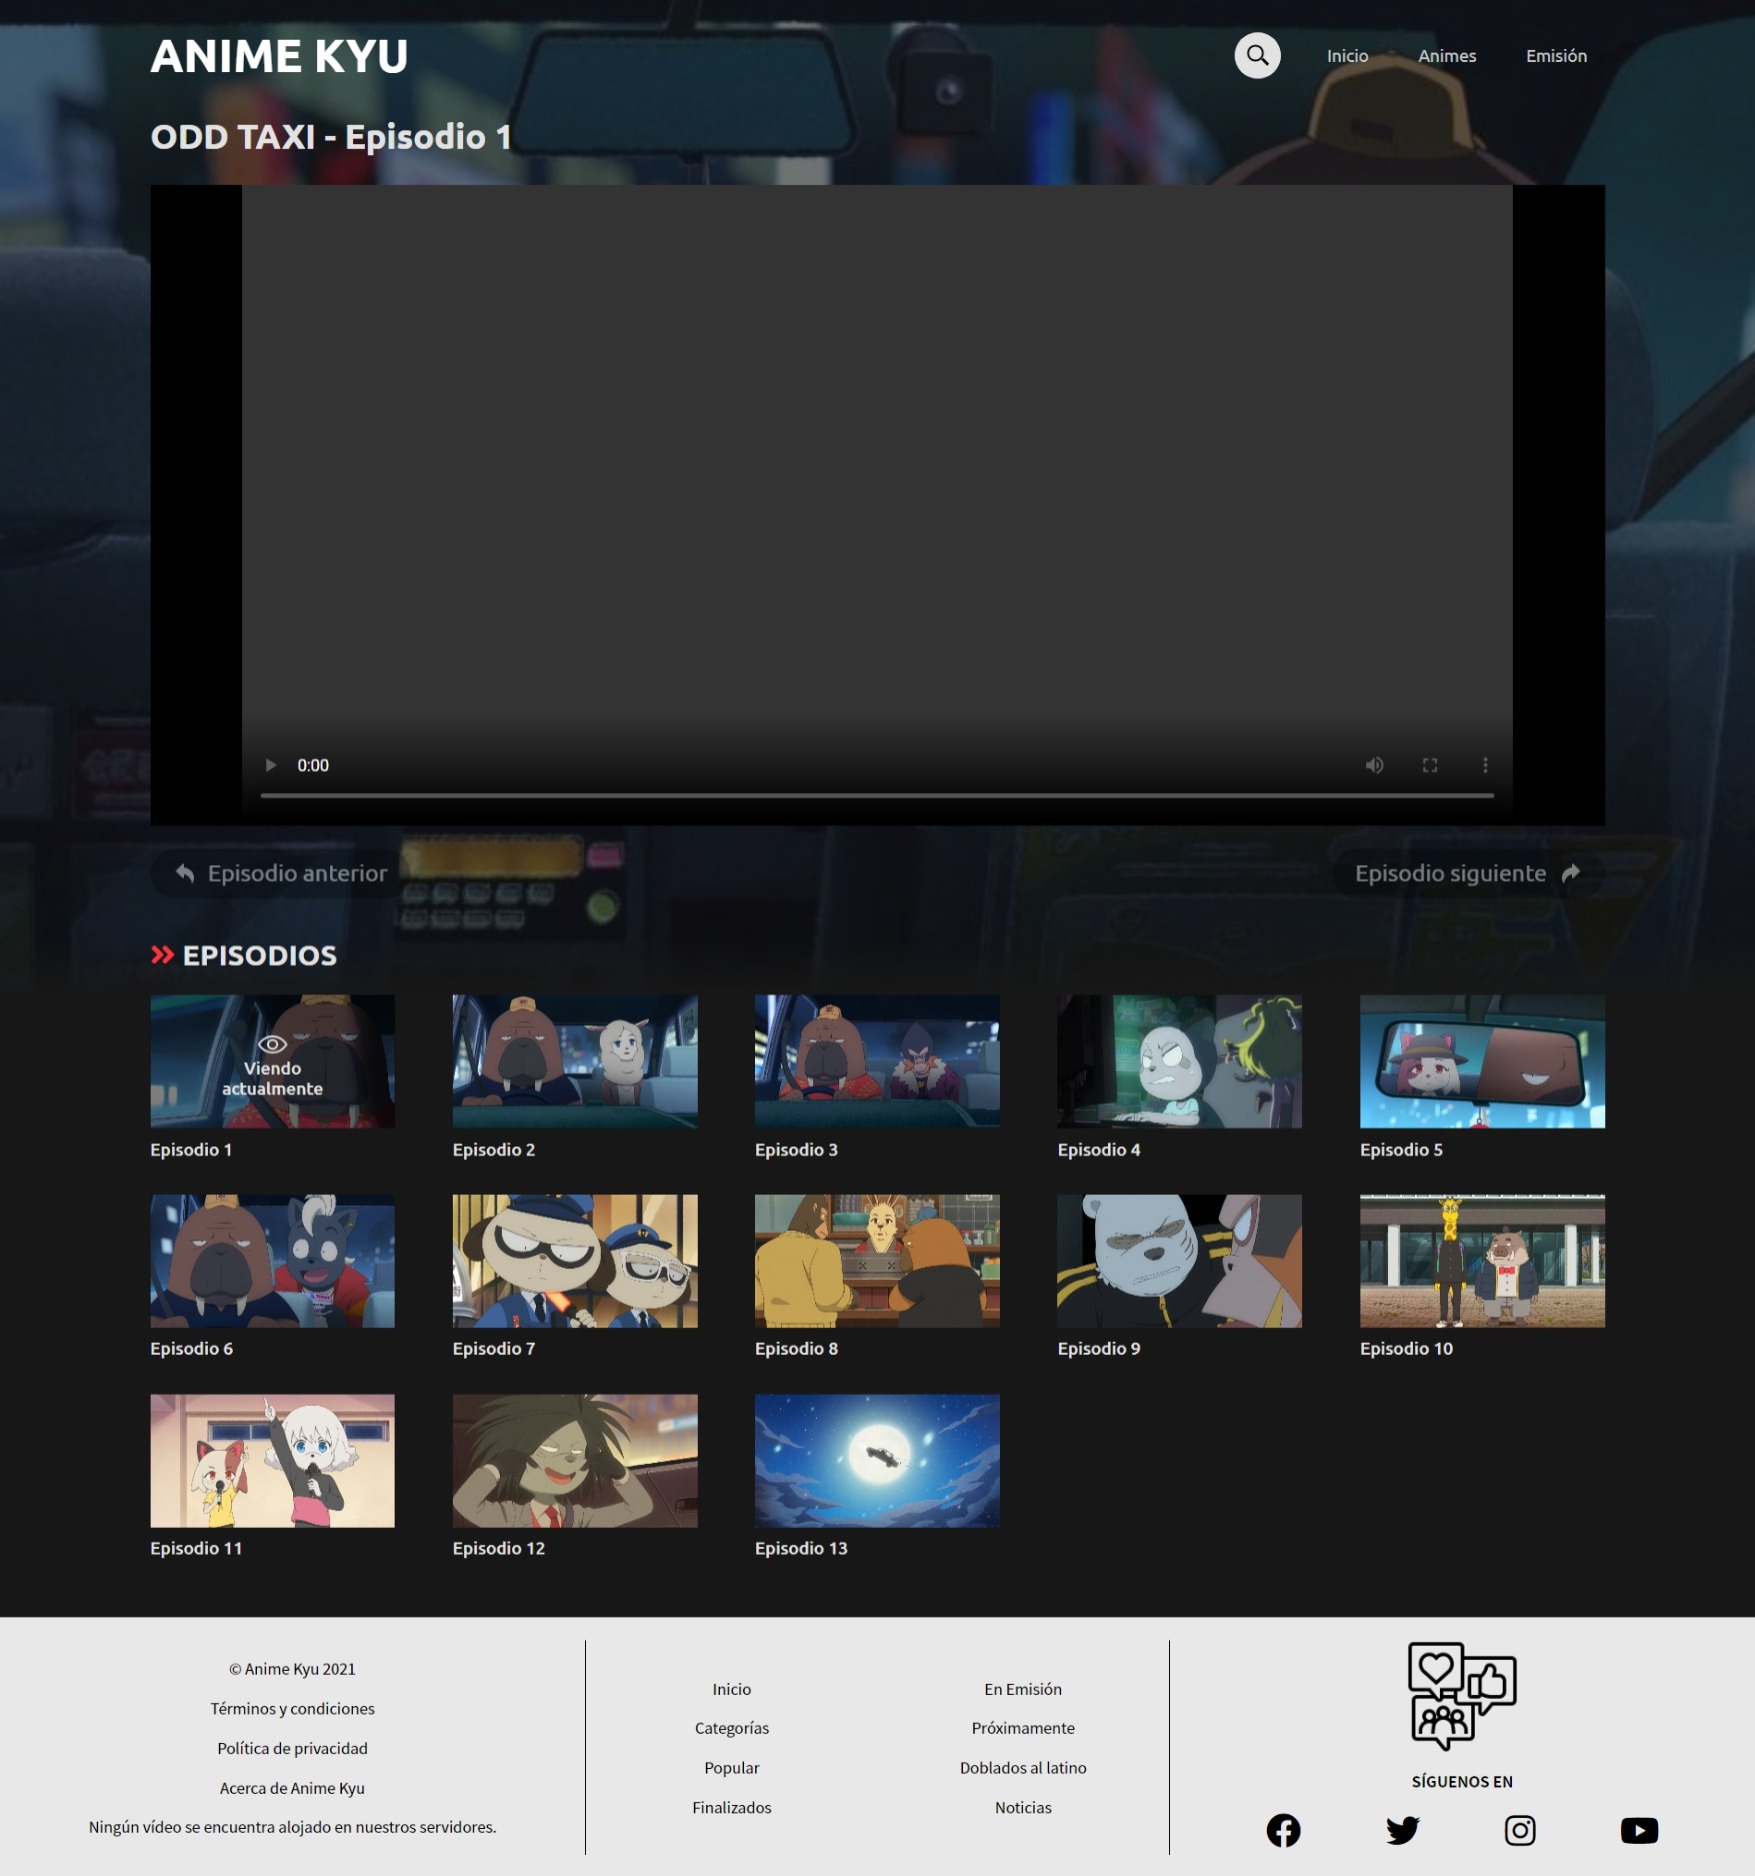 ANIME KYU
Inicio
Animes
Emisión
ODD TAXI - Episodio 1
0:00
Episodio anterior
Episodio siguiente
EPISODIOS
Viendo
actualmente
Episodio 1
Episodio 2
Episodio 3
Episodio 4
Episodio 5
Episodio 6
Episodio 7
Episodio 8
Episodio 9
Episodio 10
Episodio 11
Episodio 12
Episodio 13
© Anime Kyu 2021
Términos y condiciones
Política de privacidad
Acerca de Anime Kyu
Ningún vídeo se encuentra alojado en nuestros servidores.
Inicio
Categorías
Popular
Finalizados
En Emisión
Próximamente
Doblados al latino
Noticias
SÍGUENOS EN